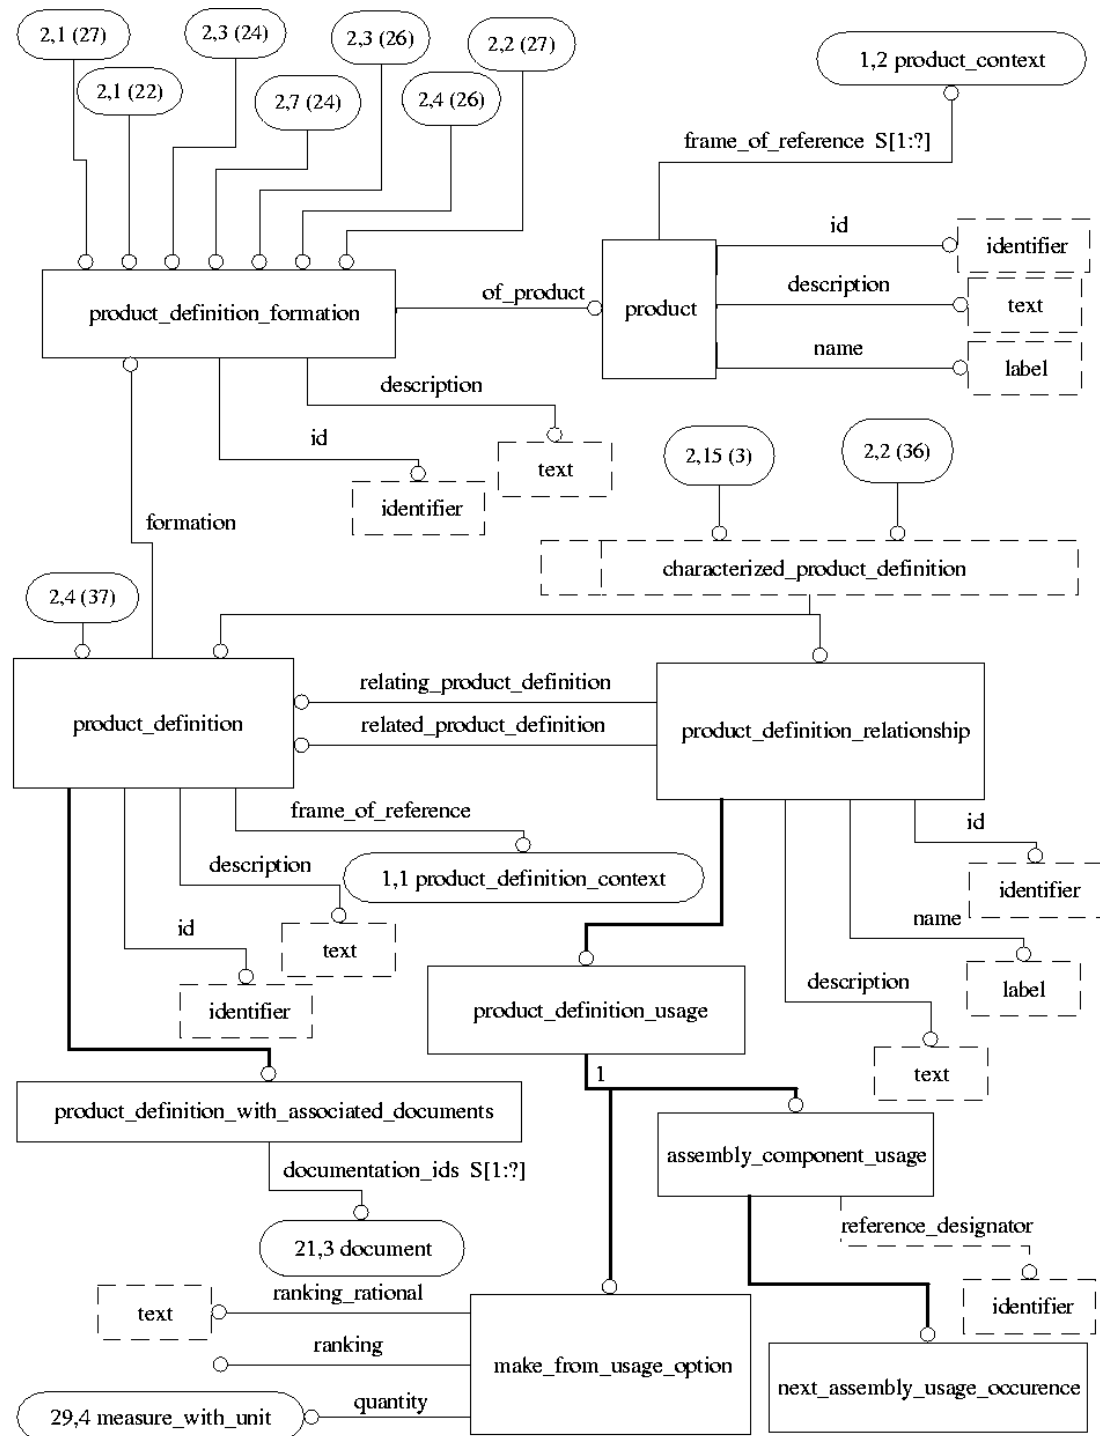 2,1 (27)
2,3 (24)
2,3 (26)
2,2 (27)
1,2 product_context
2,1 (22)
2,7 (24)
2,4 (26)
frame_of_reference S[1:?]
id
identifier
description
text
of_product
product
product_definition_formation
name
label
description
id
text
identifier
2,15 (3)
2,2 (36)
formation
characterized_product_definition
2,4 (37)
relating_product_definition
product_definition
related_product_definition
product_definition_relationship
frame_of_reference
id
description
1,1 product_definition_context
identifier
id
text
name
identifier
description
label
product_definition_usage
text
1
product_definition_with_associated_documents
assembly_component_usage
documentation_ids S[1:?]
reference_designator
21,3 document
ranking_rational
text
identifier
ranking
make_from_usage_option
next_assembly_usage_occurence
quantity
29,4 measure_with_unit